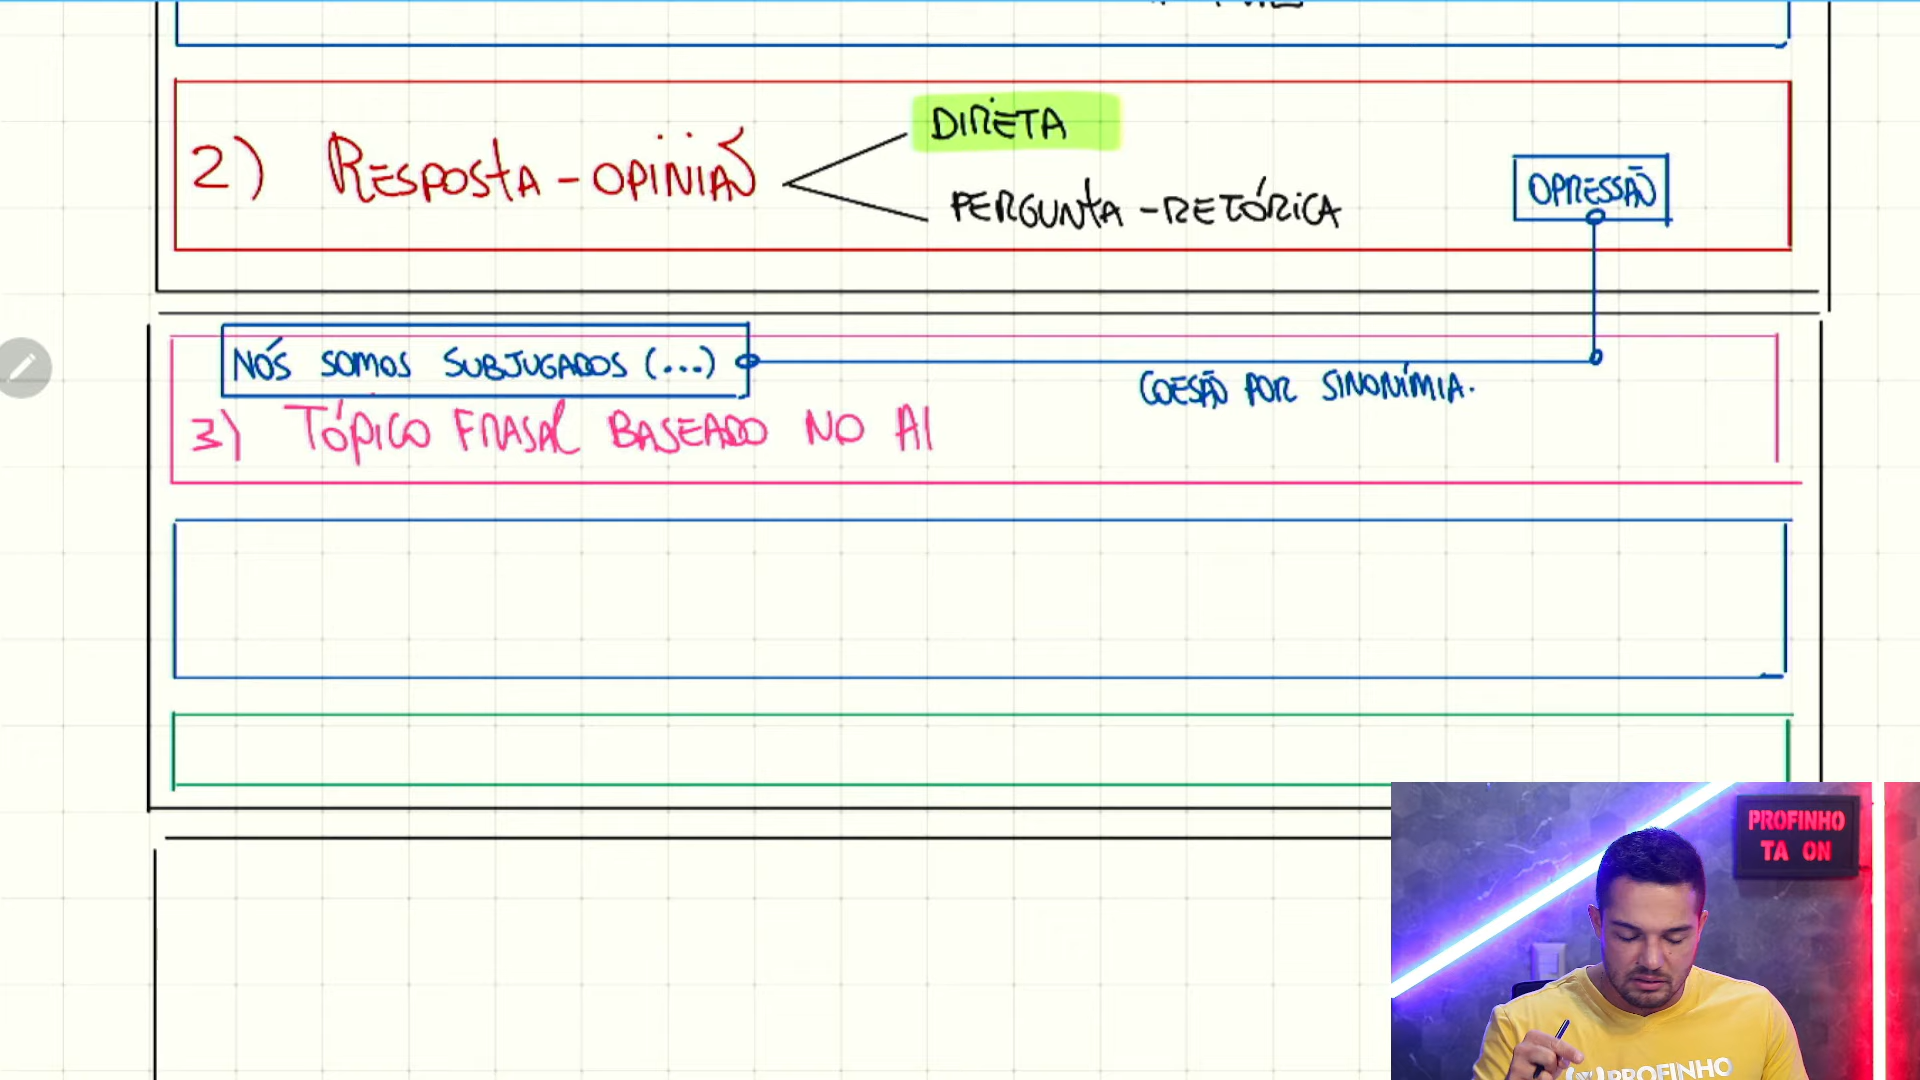 2) RESPOSTA - OPINIÃO
DIRETA
PERGUNTA - RETÓRICA
OPRESSÃO
NÓS SOMOS SUBJUGADOS (...)
COESÃO POR SINONÍMIA.
3) TÓPICO FRASAL BASEADO NO A1
PROFINHO
TA ON
PROFINHO